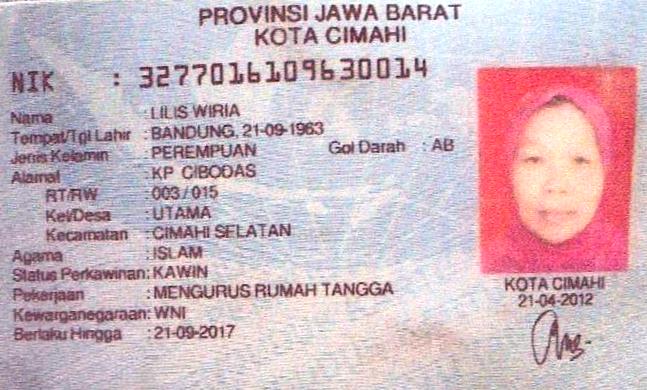 PROVINSI JAWA BARAT
KOTA CIMAHI
NIK : 3277016109630014
Nama : LILIS WIRIA
Tempat/Tgl Lahir : BANDUNG, 21-09-1963
Jenis Kelamin : PEREMPUAN Gol Darah : AB
Alamat : KP CIBODAS
RT/RW : 003 / 015
Kel/Desa : UTAMA
Kecamatan : CIMAHI SELATAN
Agama : ISLAM
Status Perkawinan: KAWIN
Pekerjaan : MENGURUS RUMAH TANGGA
Kewarganegaraan: WNI
Berlaku Hingga : 21-09-2017
KOTA CIMAHI
21-04-2012